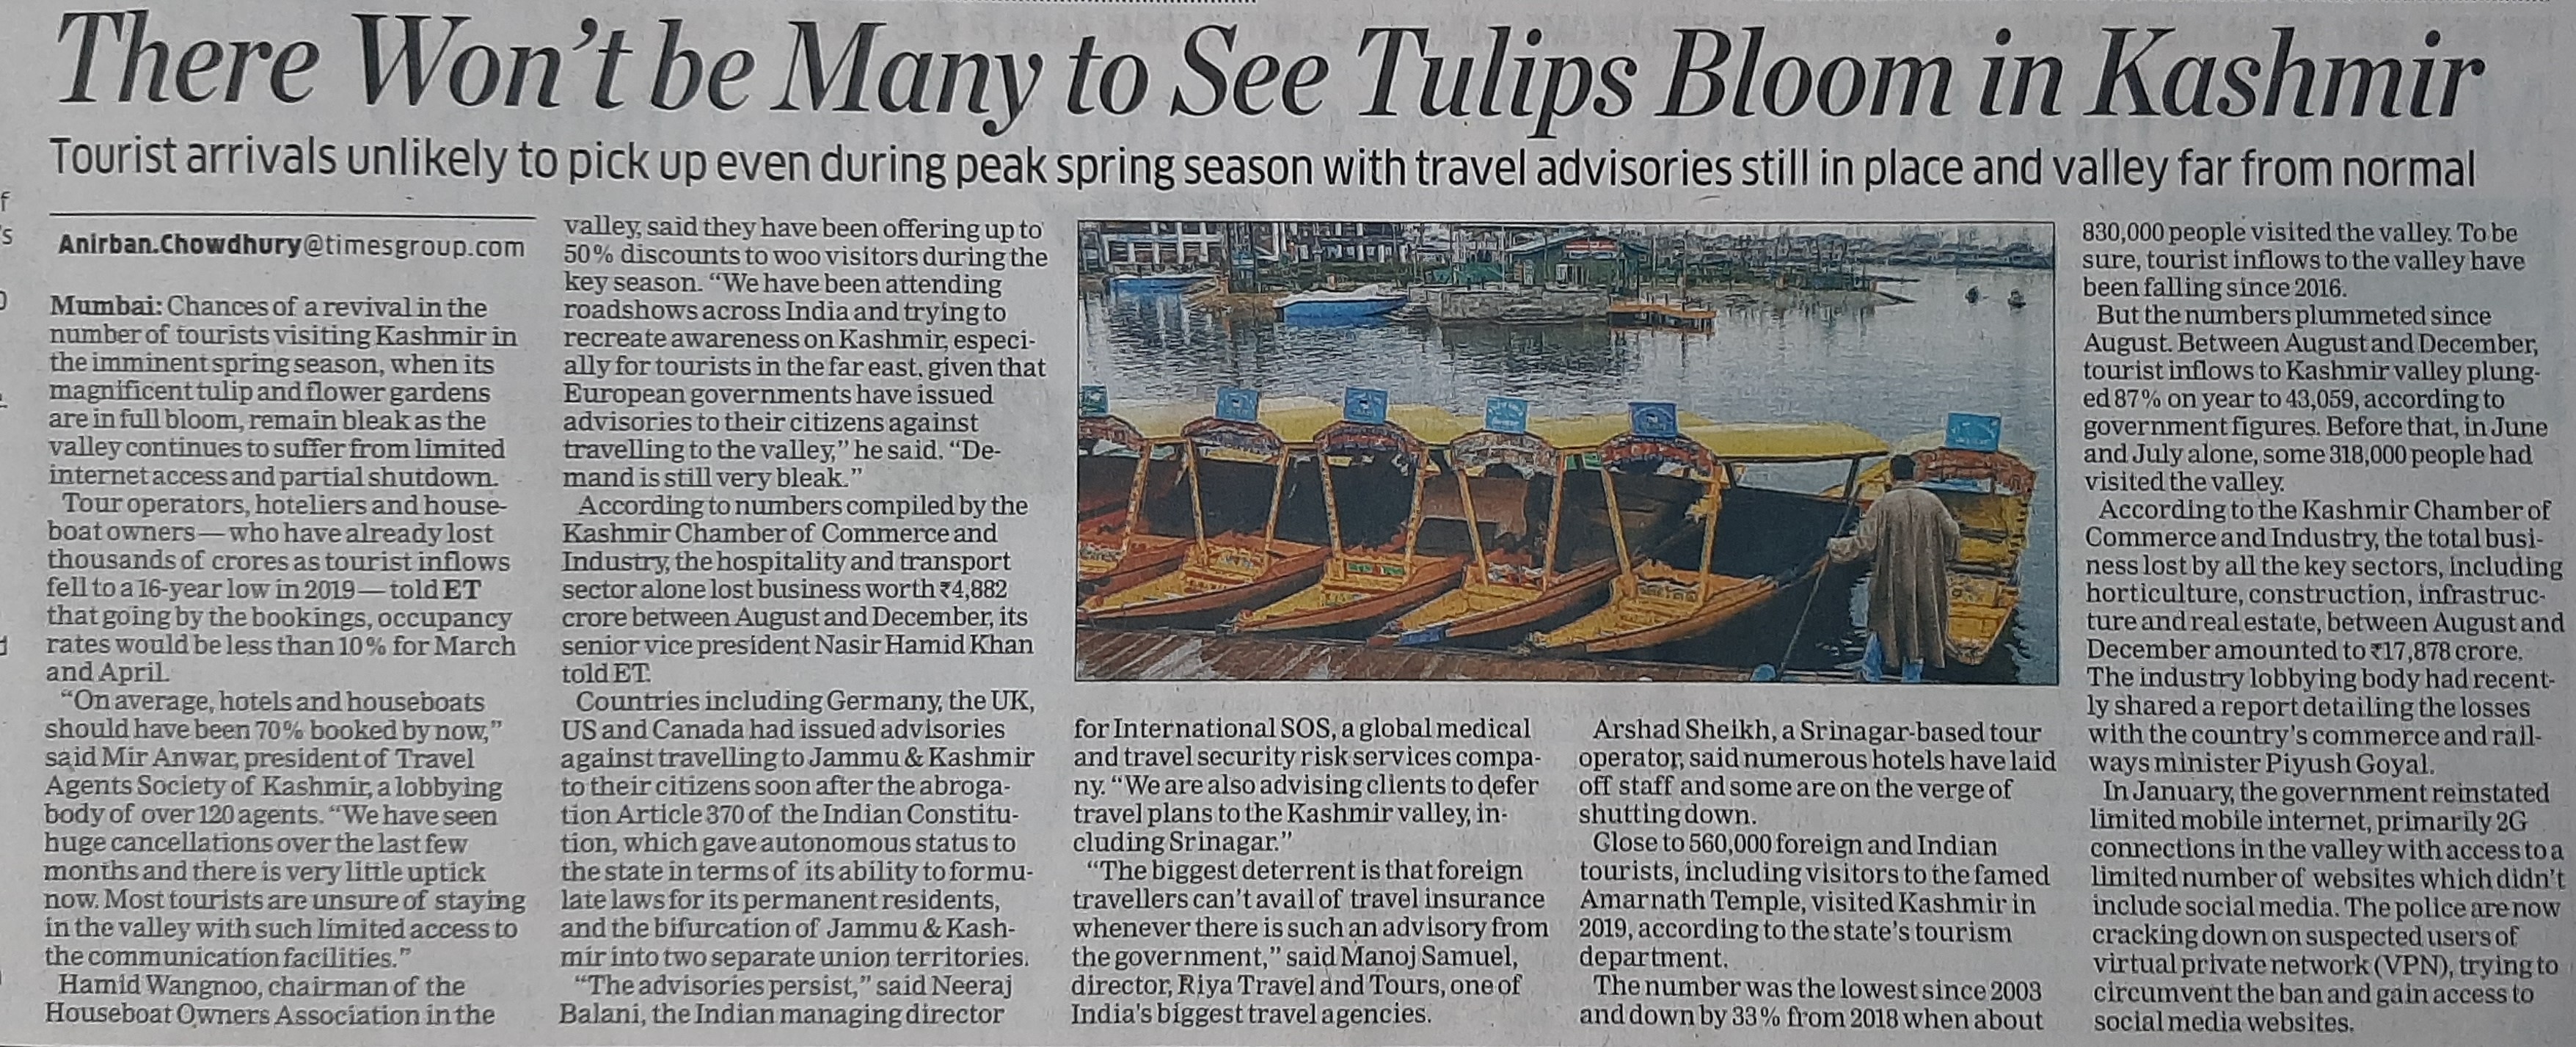 There Won't be Many to See Tulips Bloom in Kashmir
Tourist arrivals unlikely to pick up even during peak spring season with travel advisories still in place and valley far from normal
Anirban.Chowdhury@timesgroup.com
Mumbai: Chances of a revival in the
number of tourists visiting Kashmir in
the imminent spring season, when its
magnificent tulip and flower gardens
are in full bloom, remain bleak as the
valley continues to suffer from limited
internet access and partial shutdown.
Tour operators, hoteliers and house-
boat owners — who have already lost
thousands of crores as tourist inflows
fell to a 16-year low in 2019 — told ET
that going by the bookings, occupancy
rates would be less than 10% for March
and April.
"On average, hotels and houseboats
should have been 70% booked by now,"
said Mir Anwar, president of Travel
Agents Society of Kashmir, a lobbying
body of over 120 agents. "We have seen
huge cancellations over the last few
months and there is very little uptick
now. Most tourists are unsure of staying
in the valley with such limited access to
the communication facilities."
Hamid Wangnoo, chairman of the
Houseboat Owners Association in the
valley, said they have been offering up to
50% discounts to woo visitors during the
key season. "We have been attending
roadshows across India and trying to
recreate awareness on Kashmir, especi-
ally for tourists in the far east, given that
European governments have issued
advisories to their citizens against
travelling to the valley," he said. "De-
mand is still very bleak."
According to numbers compiled by the
Kashmir Chamber of Commerce and
Industry, the hospitality and transport
sector alone lost business worth ₹4,882
crore between August and December, its
senior vice president Nasir Hamid Khan
told ET.
Countries including Germany, the UK,
US and Canada had issued advisories
against travelling to Jammu & Kashmir
to their citizens soon after the abroga-
tion Article 370 of the Indian Constitu-
tion, which gave autonomous status to
the state in terms of its ability to formu-
late laws for its permanent residents,
and the bifurcation of Jammu & Kash-
mir into two separate union territories.
"The advisories persist," said Neeraj
Balani, the Indian managing director
for International SOS, a global medical
and travel security risk services compa-
ny. "We are also advising clients to defer
travel plans to the Kashmir valley, in-
cluding Srinagar."
"The biggest deterrent is that foreign
travellers can't avail of travel insurance
whenever there is such an advisory from
the government," said Manoj Samuel,
director, Riya Travel and Tours, one of
India's biggest travel agencies.
Arshad Sheikh, a Srinagar-based tour
operator, said numerous hotels have laid
off staff and some are on the verge of
shutting down.
Close to 560,000 foreign and Indian
tourists, including visitors to the famed
Amarnath Temple, visited Kashmir in
2019, according to the state's tourism
department.
The number was the lowest since 2003
and down by 33% from 2018 when about
830,000 people visited the valley. To be
sure, tourist inflows to the valley have
been falling since 2016.
But the numbers plummeted since
August. Between August and December,
tourist inflows to Kashmir valley plung-
ed 87% on year to 43,059, according to
government figures. Before that, in June
and July alone, some 318,000 people had
visited the valley.
According to the Kashmir Chamber of
Commerce and Industry, the total busi-
ness lost by all the key sectors, including
horticulture, construction, infrastruc-
ture and real estate, between August and
December amounted to ₹17,878 crore.
The industry lobbying body had recent-
ly shared a report detailing the losses
with the country's commerce and rail-
ways minister Piyush Goyal.
In January, the government reinstated
limited mobile internet, primarily 2G
connections in the valley with access to a
limited number of websites which didn't
include social media. The police are now
cracking down on suspected users of
virtual private network (VPN), trying to
circumvent the ban and gain access to
social media websites.